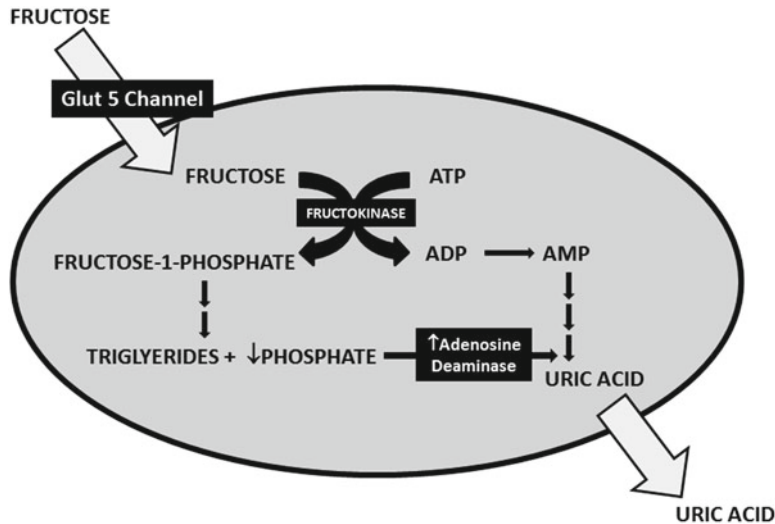 FRUCTOSE
Glut 5 Channel
FRUCTOSE
ATP
FRUCTOKINASE
FRUCTOSE-1-PHOSPHATE
ADP
AMP
TRIGLYERIDES + ↓PHOSPHATE
↑Adenosine
Deaminase
URIC ACID
URIC ACID